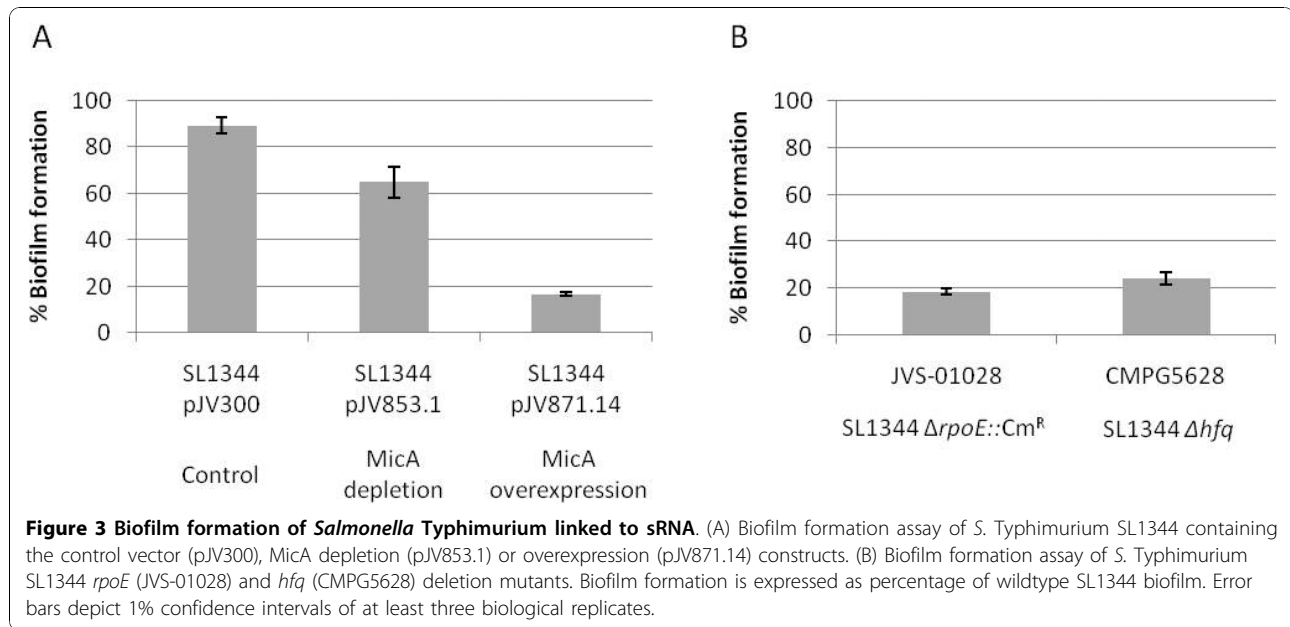 A
100
80
60
40
20
0
% Biofilm formation
SL1344
pJV300
SL1344
pJV853.1
SL1344
pJV871.14
Control
MicA
depletion
MicA
overexpression
B
100
80
60
40
20
0
% Biofilm formation
JVS-01028
CMPG5628
SL1344 ΔrpoE::Cmᴿ
SL1344 Δhfq
Figure 3 Biofilm formation of Salmonella Typhimurium linked to sRNA. (A) Biofilm formation assay of S. Typhimurium SL1344 containing
the control vector (pJV300), MicA depletion (pJV853.1) or overexpression (pJV871.14) constructs. (B) Biofilm formation assay of S. Typhimurium
SL1344 rpoE (JVS-01028) and hfq (CMPG5628) deletion mutants. Biofilm formation is expressed as percentage of wildtype SL1344 biofilm. Error
bars depict 1% confidence intervals of at least three biological replicates.